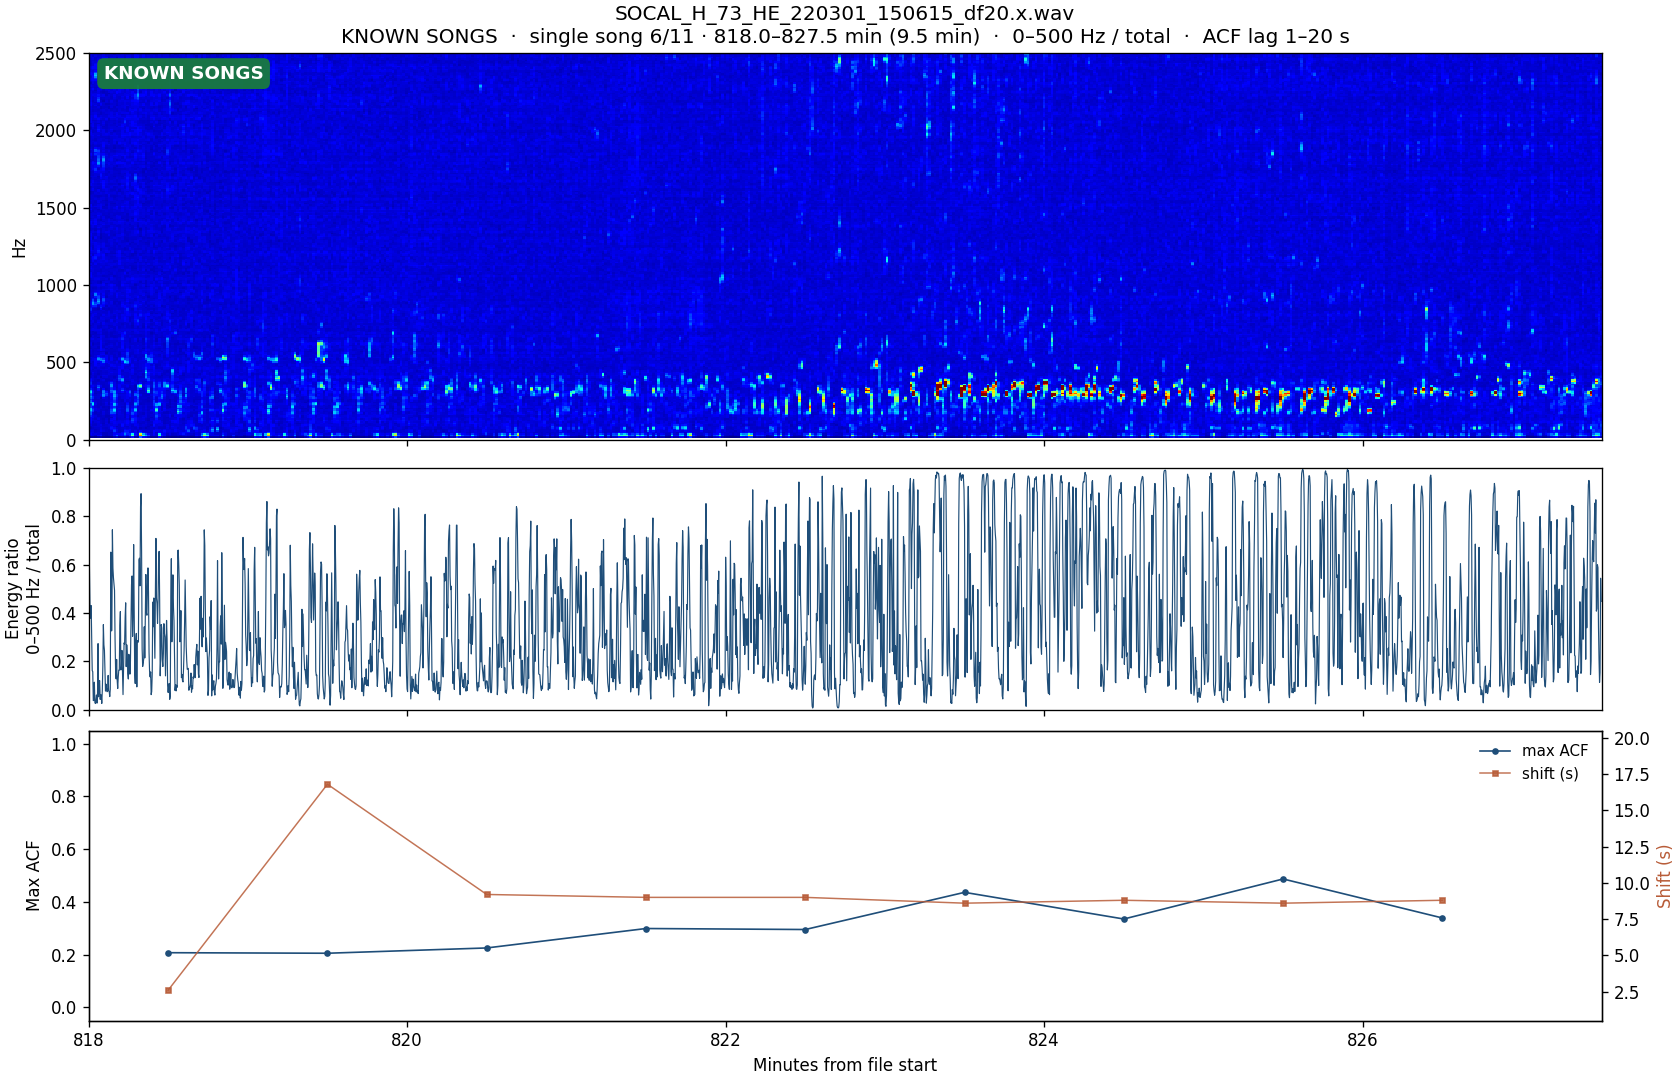 SOCAL_H_73_HE_220301_150615_df20.x.wav
KNOWN SONGS · single song 6/11 · 818.0–827.5 min (9.5 min) · 0–500 Hz / total · ACF lag 1–20 s
KNOWN SONGS
2500
2000
1500
1000
500
0
Hz
1.0
0.8
0.6
0.4
0.2
0.0
Energy ratio
0–500 Hz / total
1.0
0.8
0.6
0.4
0.2
0.0
Max ACF
max ACF
shift (s)
20.0
17.5
15.0
12.5
10.0
7.5
5.0
2.5
Shift (s)
818 820 822 824 826
Minutes from file start